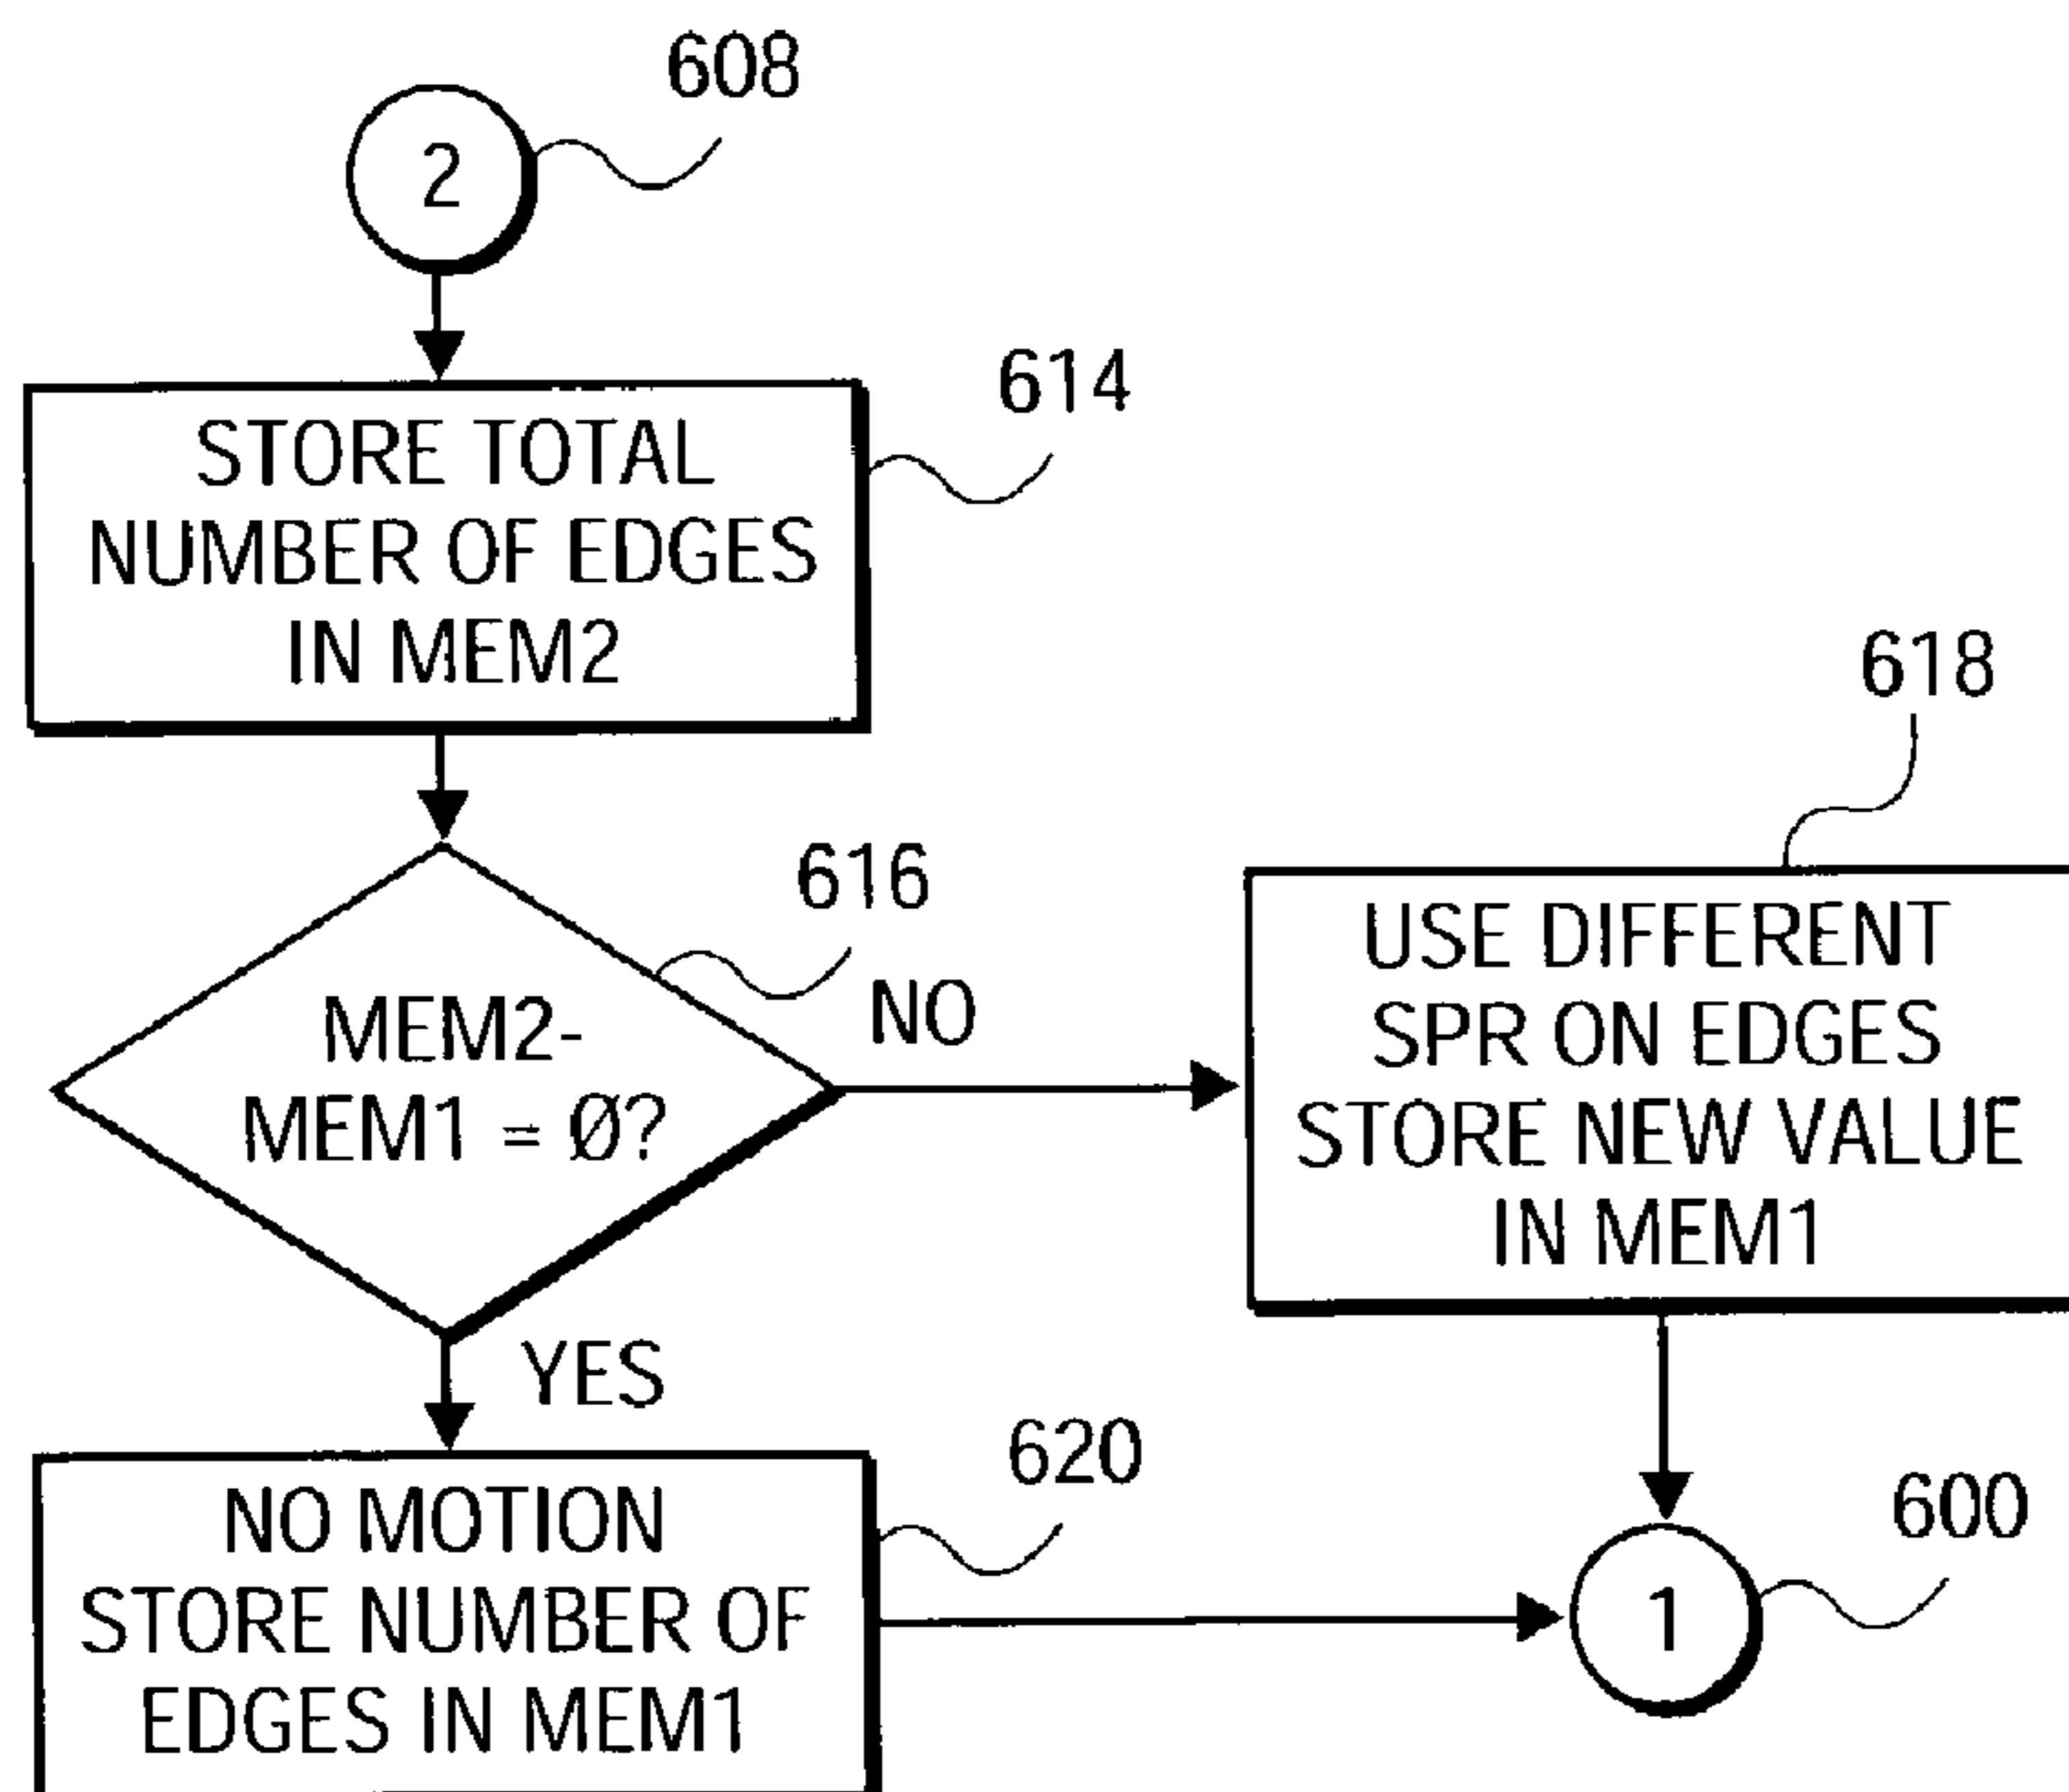 608
2
614
STORE TOTAL
NUMBER OF EDGES
IN MEM2
616
MEM2-
MEM1 = Ø?
NO
618
USE DIFFERENT
SPR ON EDGES
STORE NEW VALUE
IN MEM1
YES
620
NO MOTION
STORE NUMBER OF
EDGES IN MEM1
600
1